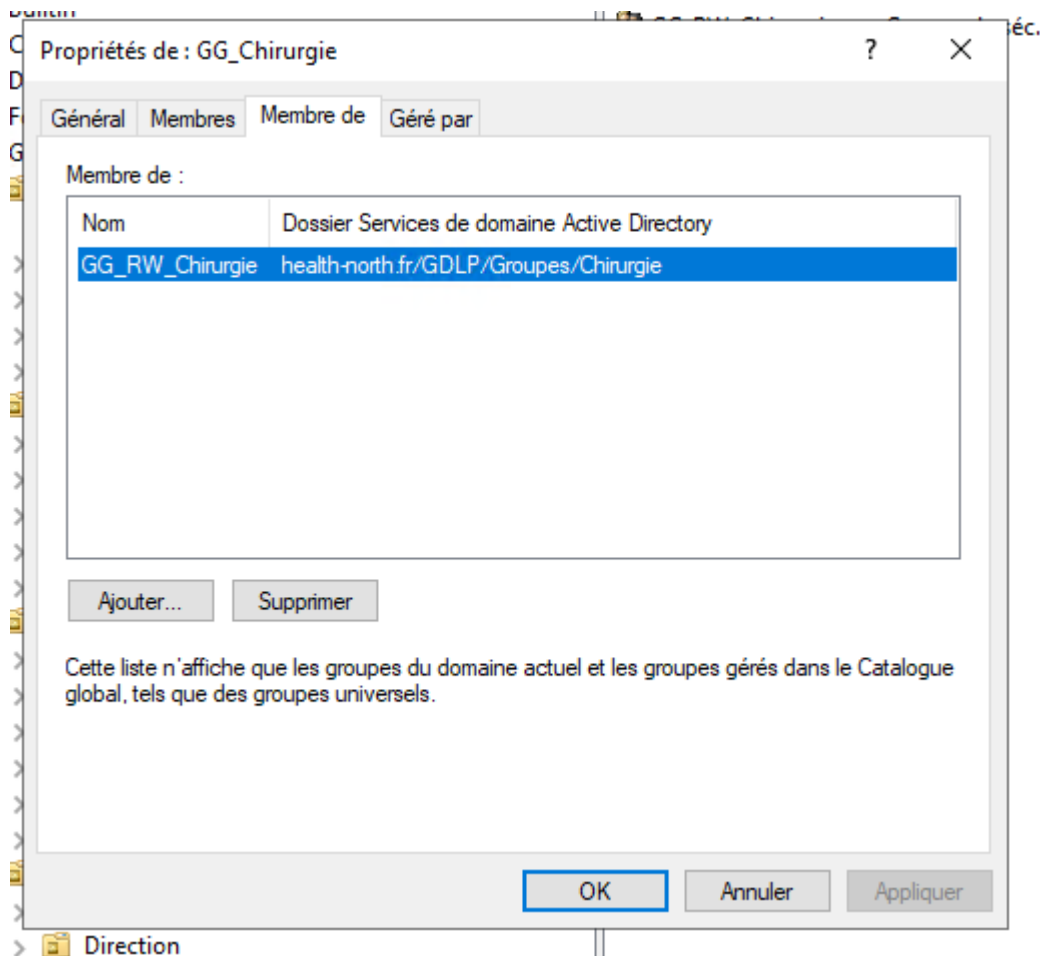 Propriétés de : GG_Chirurgie
?
séc.
Général Membres Membre de Géré par
Membre de :
Nom Dossier Services de domaine Active Directory
GG_RW_Chirurgie health-north.fr/GDLP/Groupes/Chirurgie
Ajouter... Supprimer
Cette liste n'affiche que les groupes du domaine actuel et les groupes gérés dans le Catalogue
global, tels que des groupes universels.
OK Annuler Appliquer
Direction